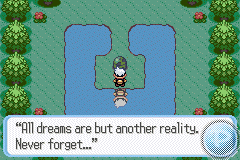 “All dreams are but another reality.
Never forget...”